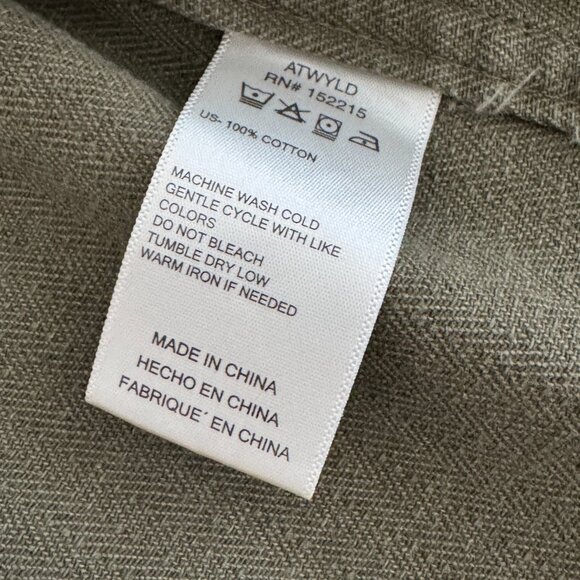 ATWYLD
RN# 152215
US- 100% COTTON
MACHINE WASH COLD
GENTLE CYCLE WITH LIKE
COLORS
DO NOT BLEACH
TUMBLE DRY LOW
WARM IRON IF NEEDED
MADE IN CHINA
HECHO EN CHINA
FABRIQUE´ EN CHINA